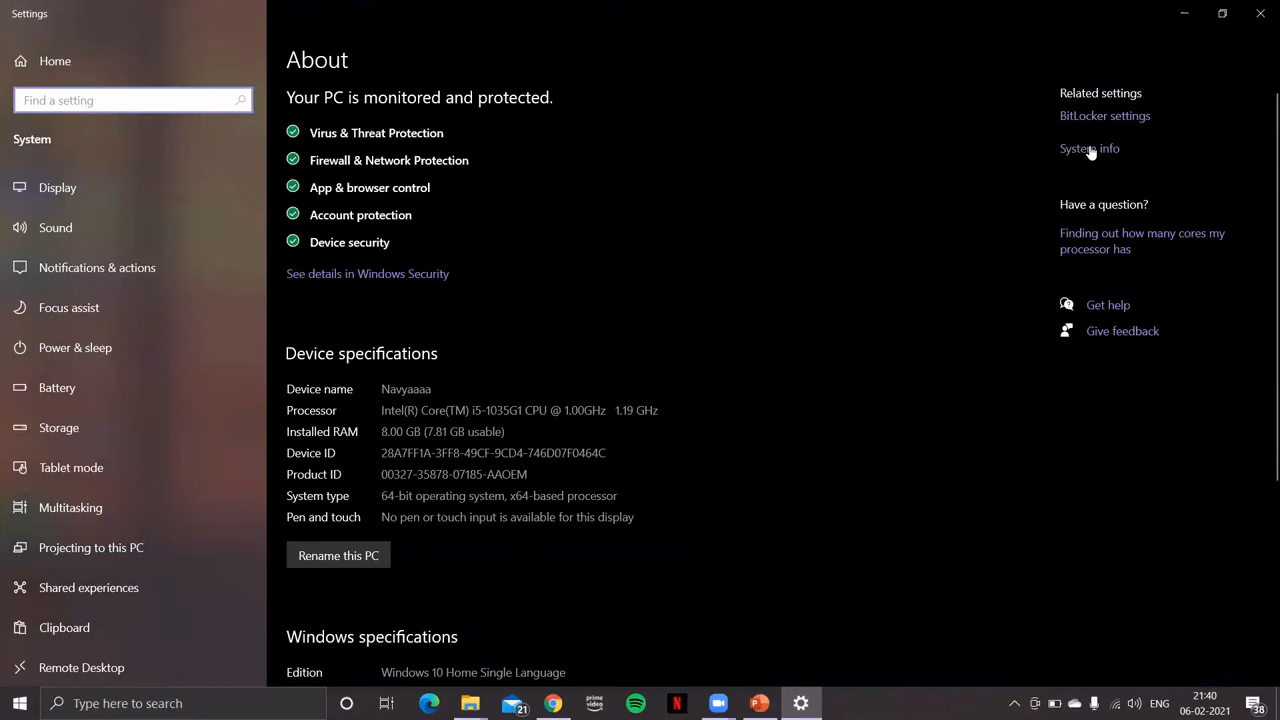 Settings
Home
Find a setting
System
Display
Sound
Notifications & actions
Focus assist
Power & sleep
Battery
Storage
Tablet mode
Multitasking
Projecting to this PC
Shared experiences
Clipboard
Remote Desktop
About
Your PC is monitored and protected.
Virus & Threat Protection
Firewall & Network Protection
App & browser control
Account protection
Device security
See details in Windows Security
Device specifications
Device name Navyaaaa
Processor Intel(R) Core(TM) i5-1035G1 CPU @ 1.00GHz 1.19 GHz
Installed RAM 8.00 GB (7.81 GB usable)
Device ID 28A7FF1A-3FF8-49CF-9CD4-746D07F0464C
Product ID 00327-35878-07185-AAOEM
System type 64-bit operating system, x64-based processor
Pen and touch No pen or touch input is available for this display
Rename this PC
Windows specifications
Edition Windows 10 Home Single Language
Related settings
BitLocker settings
System info
Have a question?
Finding out how many cores my
processor has
Get help
Give feedback
Type here to search
21
prime
video
N
P
ENG
21:40
06-02-2021
38